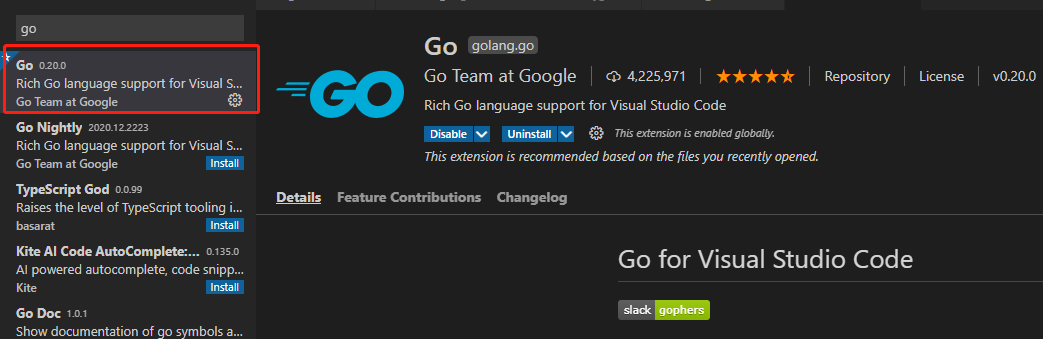 go
Go 0.20.0
Rich Go language support for Visual S...
Go Team at Google
Go Nightly 2020.12.2223
Rich Go language support for Visual S...
Go Team at Google Install
TypeScript God 0.0.99
Raises the level of TypeScript tooling i...
basarat Install
Kite AI Code AutoComplete:... 0.135.0
AI powered autocomplete, code snipp...
Kite Install
Go Doc 1.0.1
Show documentation of go symbols a...
GO
Go golang.go
Go Team at Google 4,225,971 Repository License v0.20.0
Rich Go language support for Visual Studio Code
Disable Uninstall This extension is enabled globally.
This extension is recommended based on the files you recently opened.
Details Feature Contributions Changelog
Go for Visual Studio Code
slack gophers